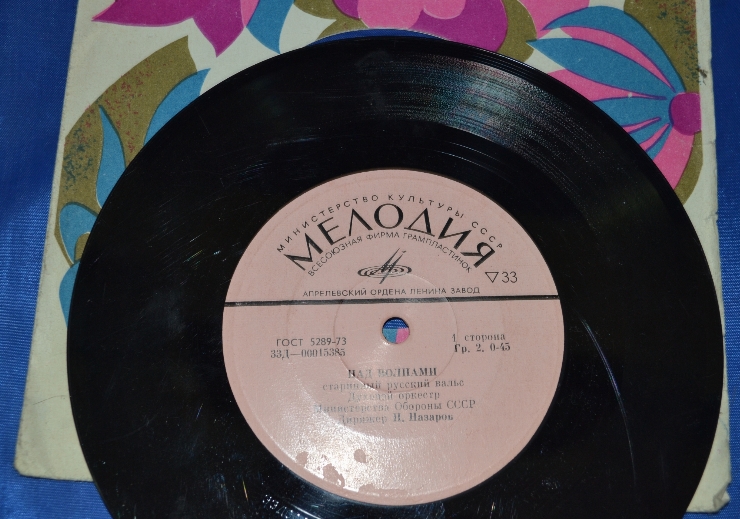 МИНИСТЕРСТВО КУЛЬТУРЫ СССР
МЕЛОДИЯ
ВСЕСОЮЗНАЯ ФИРМА ГРАМПЛАСТИНОК
▽33
АПРЕЛЕВСКИЙ ОРДЕНА ЛЕНИНА ЗАВОД
ГОСТ 5289-73
33Д—00015385
1 сторона
Гр. 2. 0-45
НАД ВОЛНАМИ
старинный русский вальс
Духовой оркестр
Министерства Обороны СССР
Дирижер Н. Назаров